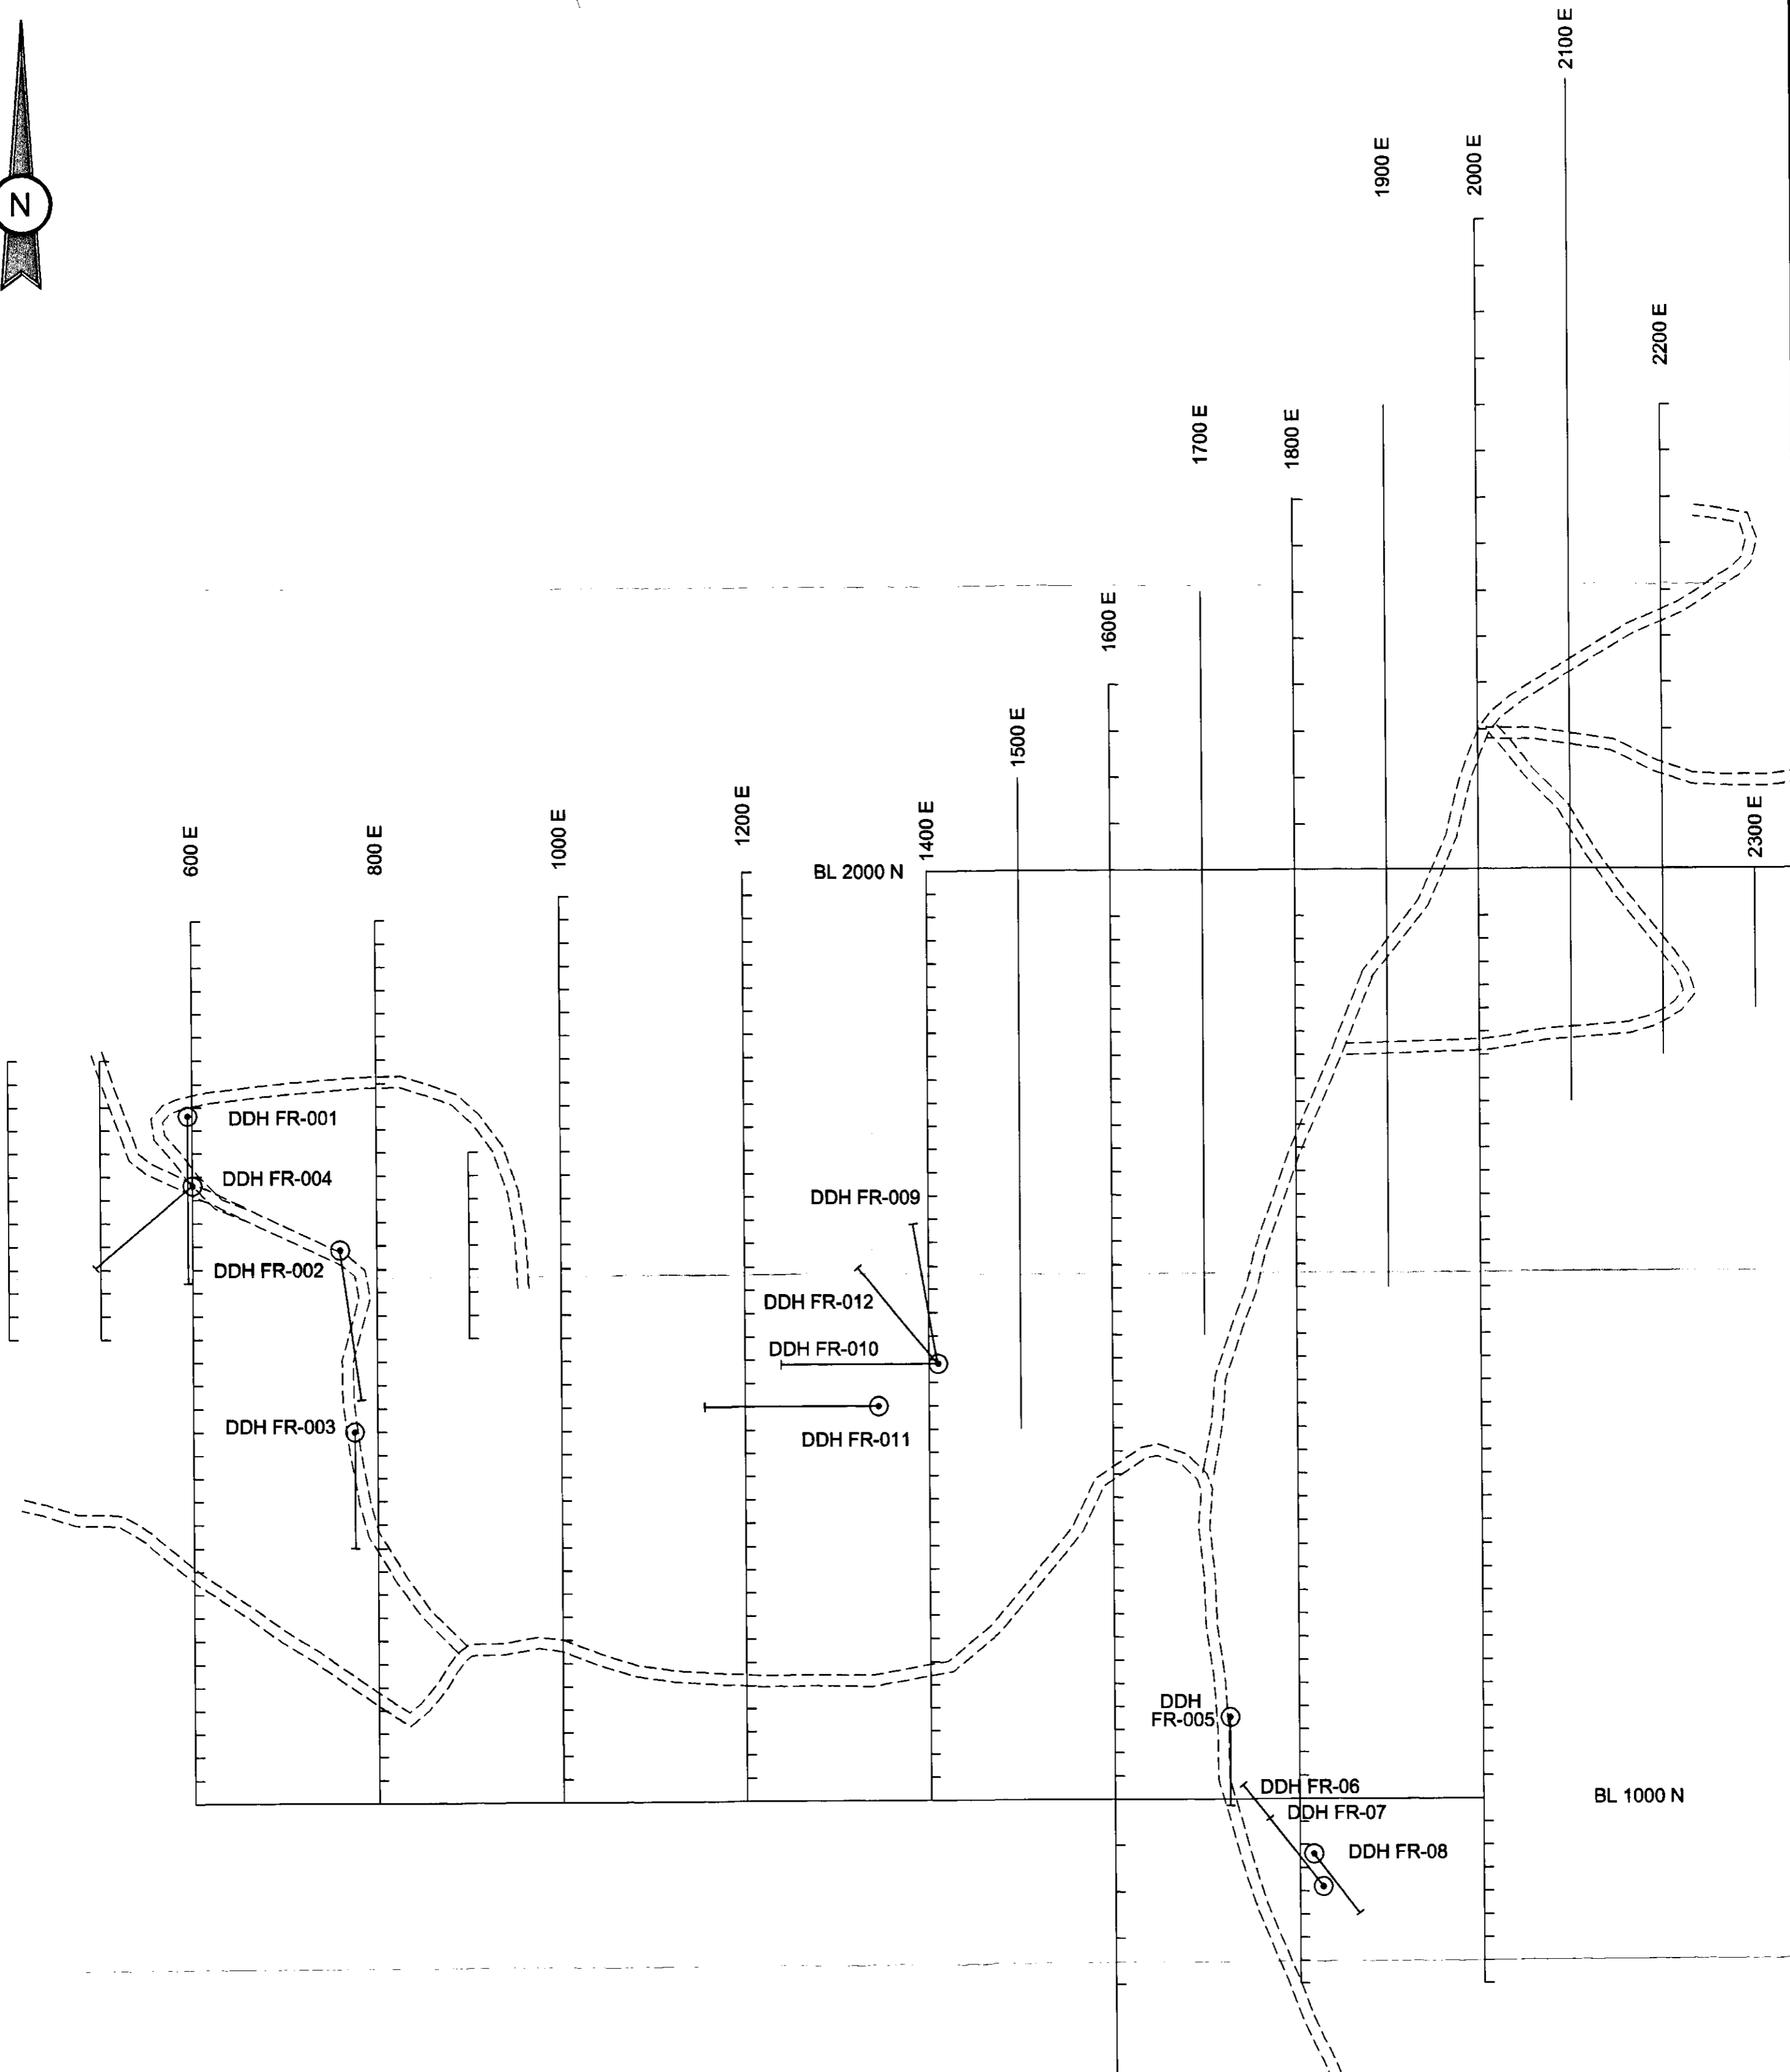 N
2100 E
1900 E
2000 E
2200 E
1700 E
1800 E
1600 E
1500 E
2300 E
600 E
800 E
1000 E
1200 E
1400 E
BL 2000 N
DDH FR-001
DDH FR-004
DDH FR-009
DDH FR-002
DDH FR-012
DDH FR-010
DDH FR-003
DDH FR-011
DDH
FR-005
DDH FR-06
BL 1000 N
DDH FR-07
DDH FR-08